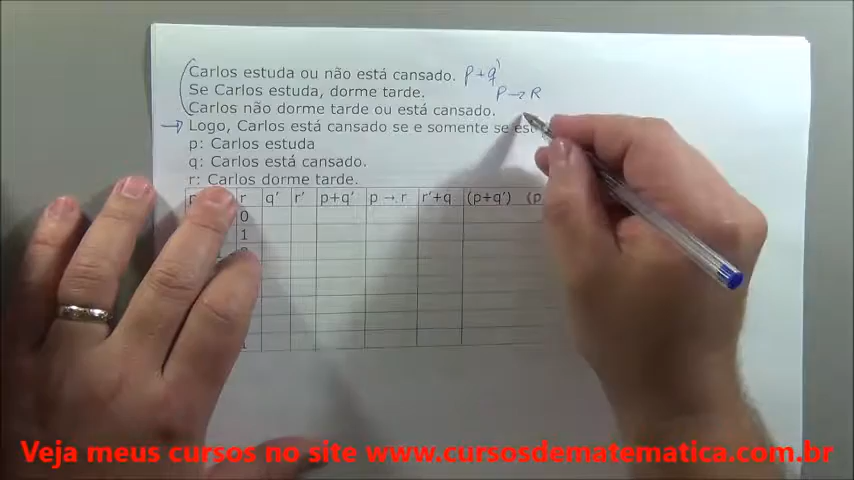 Carlos estuda ou não está cansado. p+q'
Se Carlos estuda, dorme tarde. P→R
Carlos não dorme tarde ou está cansado.
→ Logo, Carlos está cansado se e somente se
p: Carlos estuda
q: Carlos está cansado.
r: Carlos dorme tarde.
r q' r' p+q' p → r r'+q (p+q') (p
0
1
Veja meus cursos no site www.cursosdematematica.com.br